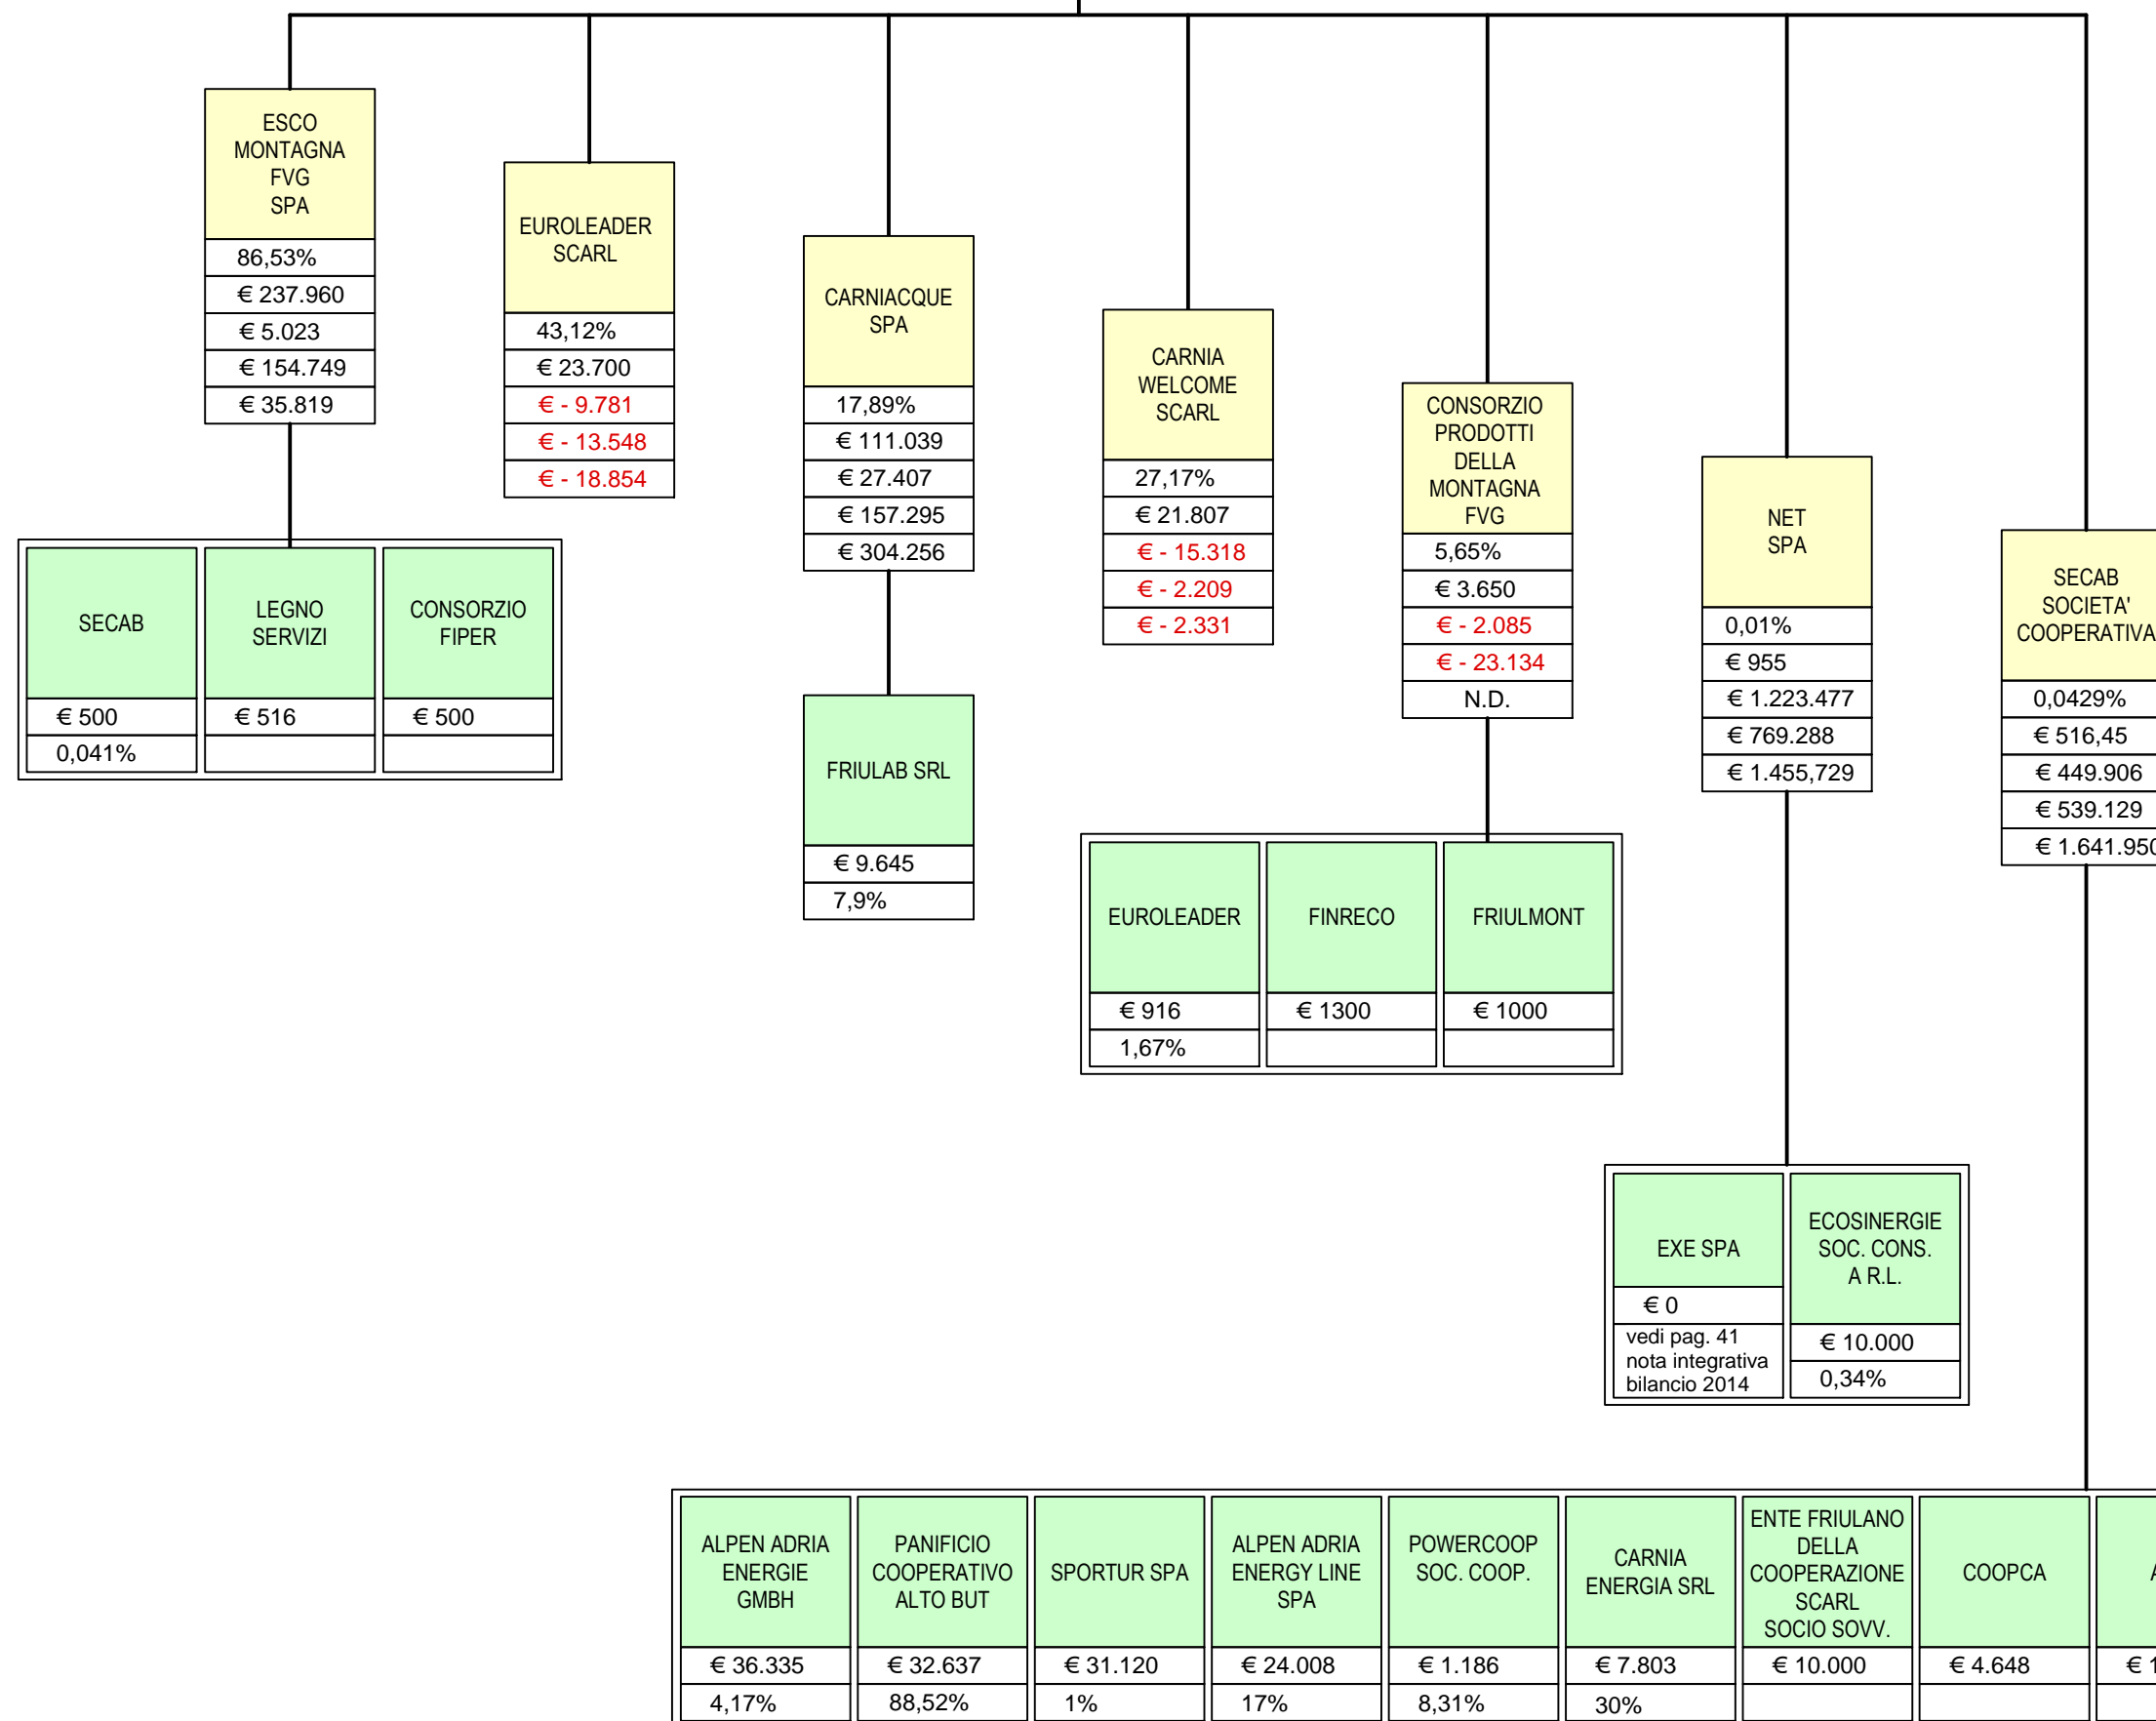 ESCO
MONTAGNA
FVG
SPA
86,53%
€ 237.960
€ 5.023
€ 154.749
€ 35.819
EUROLEADER
SCARL
43,12%
€ 23.700
€ - 9.781
€ - 13.548
€ - 18.854
CARNIACQUE
SPA
17,89%
€ 111.039
€ 27.407
€ 157.295
€ 304.256
CARNIA
WELCOME
SCARL
27,17%
€ 21.807
€ - 15.318
€ - 2.209
€ - 2.331
CONSORZIO
PRODOTTI
DELLA
MONTAGNA
FVG
5,65%
€ 3.650
€ - 2.085
€ - 23.134
N.D.
NET
SPA
0,01%
€ 955
€ 1.223.477
€ 769.288
€ 1.455,729
SECAB
SOCIETA'
COOPERATIVA
0,0429%
€ 516,45
€ 449.906
€ 539.129
€ 1.641.950
SECAB
€ 500
0,041%
LEGNO
SERVIZI
€ 516
CONSORZIO
FIPER
€ 500
FRIULAB SRL
€ 9.645
7,9%
EUROLEADER
€ 916
1,67%
FINRECO
€ 1300
FRIULMONT
€ 1000
EXE SPA
€ 0
vedi pag. 41
nota integrativa
bilancio 2014
ECOSINERGIE
SOC. CONS.
A R.L.
€ 10.000
0,34%
ALPEN ADRIA
ENERGIE
GMBH
€ 36.335
4,17%
PANIFICIO
COOPERATIVO
ALTO BUT
€ 32.637
88,52%
SPORTUR SPA
€ 31.120
1%
ALPEN ADRIA
ENERGY LINE
SPA
€ 24.008
17%
POWERCOOP
SOC. COOP.
€ 1.186
8,31%
CARNIA
ENERGIA SRL
€ 7.803
30%
ENTE FRIULANO
DELLA
COOPERAZIONE
SCARL
SOCIO SOVV.
€ 10.000
COOPCA
€ 4.648